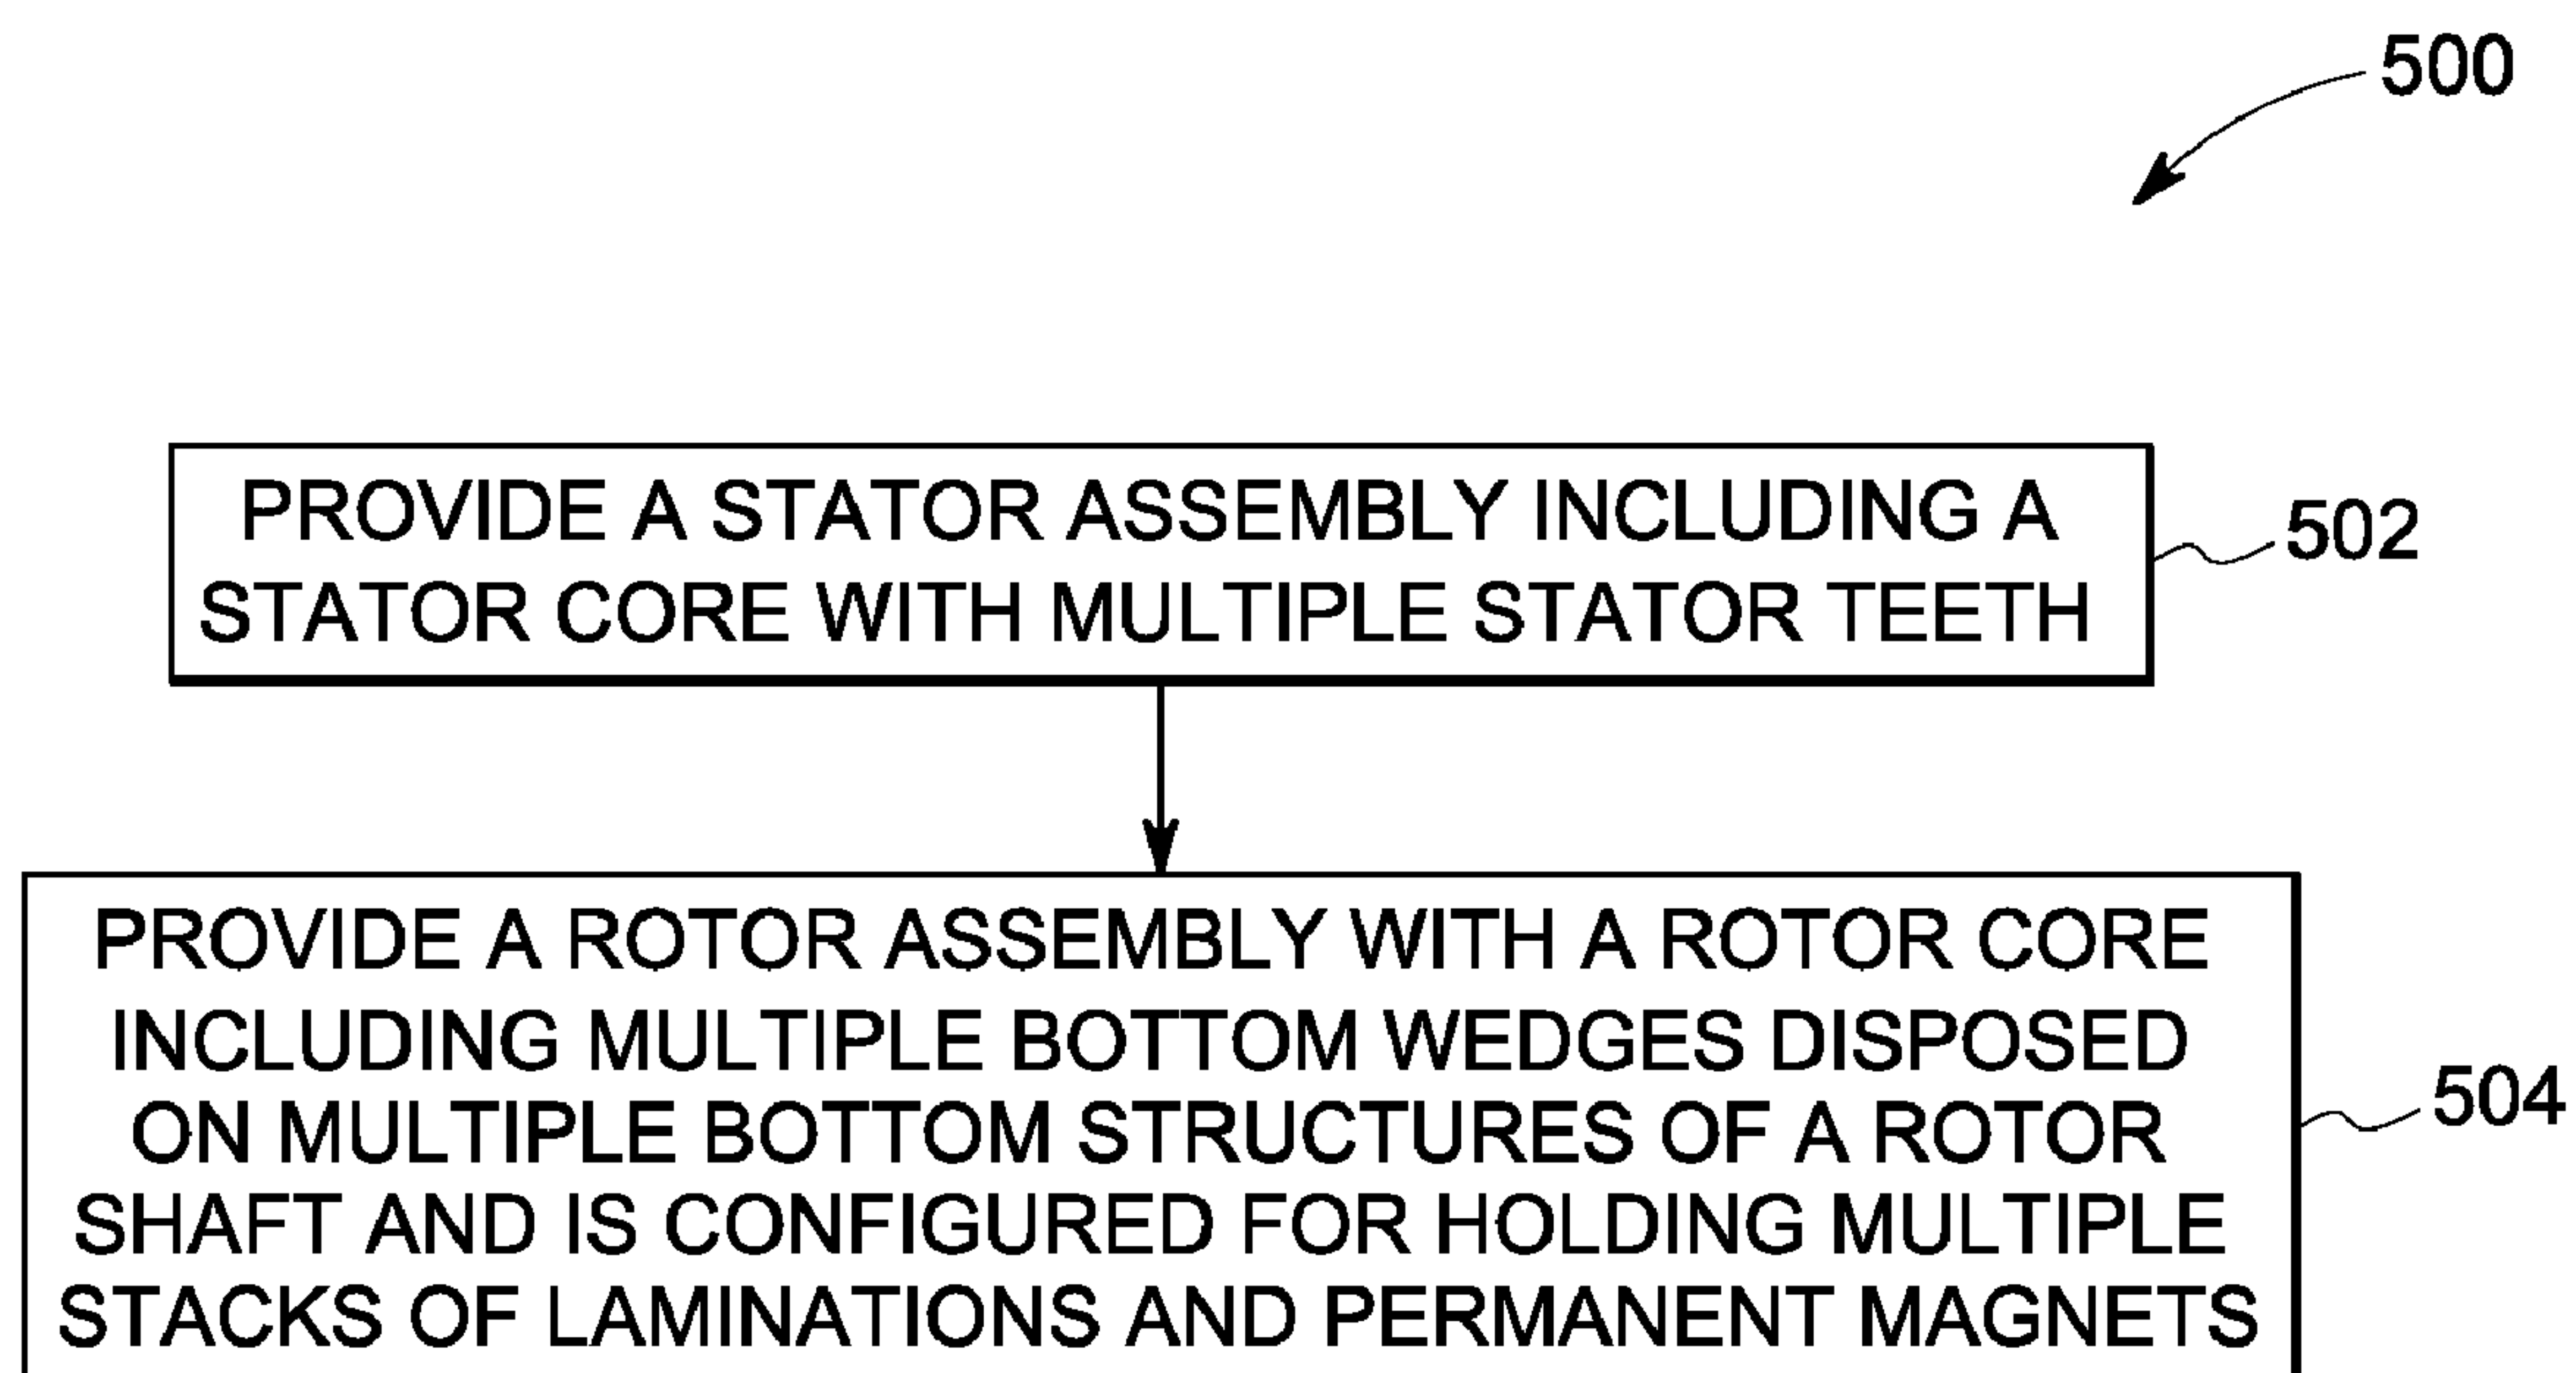 500
PROVIDE A STATOR ASSEMBLY INCLUDING A
STATOR CORE WITH MULTIPLE STATOR TEETH
502
PROVIDE A ROTOR ASSEMBLY WITH A ROTOR CORE
INCLUDING MULTIPLE BOTTOM WEDGES DISPOSED
ON MULTIPLE BOTTOM STRUCTURES OF A ROTOR
SHAFT AND IS CONFIGURED FOR HOLDING MULTIPLE
STACKS OF LAMINATIONS AND PERMANENT MAGNETS
504